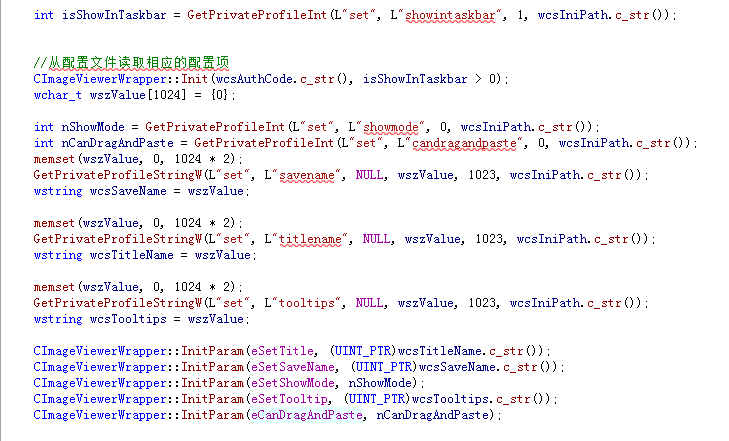 int isShowInTaskbar = GetPrivateProfileInt(L"set", L"showintaskbar", 1, wcsIniPath.c_str());
//从配置文件读取相应的配置项
CImageViewerWrapper::Init(wcsAuthCode.c_str(), isShowInTaskbar > 0);
wchar_t wszValue[1024] = {0};
int nShowMode = GetPrivateProfileInt(L"set", L"showmode", 0, wcsIniPath.c_str());
int nCanDragAndPaste = GetPrivateProfileInt(L"set", L"candragandpaste", 0, wcsIniPath.c_str());
memset(wszValue, 0, 1024 * 2);
GetPrivateProfileStringW(L"set", L"savename", NULL, wszValue, 1023, wcsIniPath.c_str());
wstring wcsSaveName = wszValue;
memset(wszValue, 0, 1024 * 2);
GetPrivateProfileStringW(L"set", L"titlename", NULL, wszValue, 1023, wcsIniPath.c_str());
wstring wcsTitleName = wszValue;
memset(wszValue, 0, 1024 * 2);
GetPrivateProfileStringW(L"set", L"tooltips", NULL, wszValue, 1023, wcsIniPath.c_str());
wstring wcsTooltips = wszValue;
CImageViewerWrapper::InitParam(eSetTitle, (UINT_PTR)wcsTitleName.c_str());
CImageViewerWrapper::InitParam(eSetSaveName, (UINT_PTR)wcsSaveName.c_str());
CImageViewerWrapper::InitParam(eSetShowMode, nShowMode);
CImageViewerWrapper::InitParam(eSetTooltip, (UINT_PTR)wcsTooltips.c_str());
CImageViewerWrapper::InitParam(eCanDragAndPaste, nCanDragAndPaste);